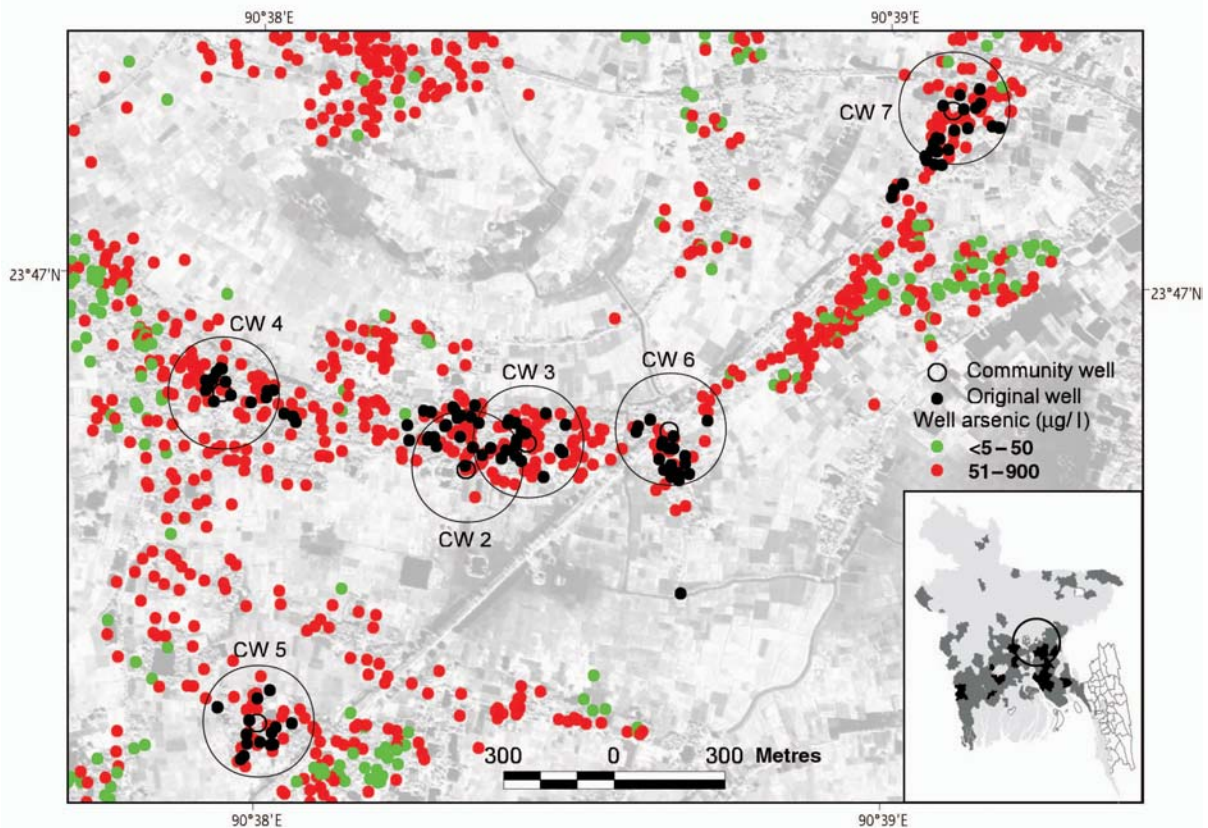 90°38'E
90°39'E
CW 7
23°47'N
23°47'N
CW 4
CW 3
CW 6
Community well
Original well
Well arsenic (µg/l)
<5–50
51–900
CW 2
CW 5
300 0 300 Metres
90°38'E
90°39'E